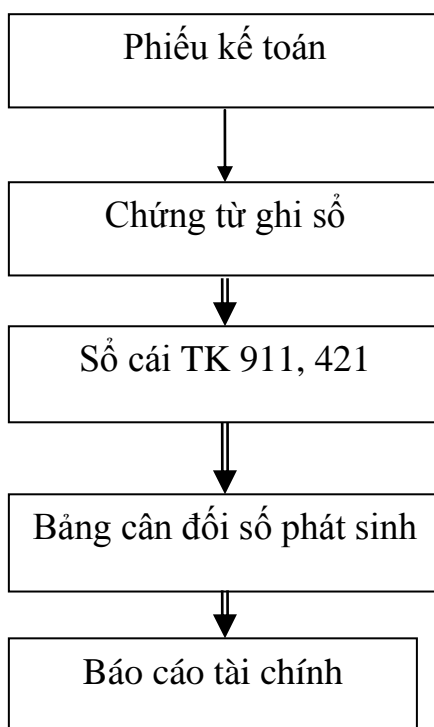 Phiếu kế toán
Chứng từ ghi sổ
Sổ cái TK 911, 421
Bảng cân đối số phát sinh
Báo cáo tài chính